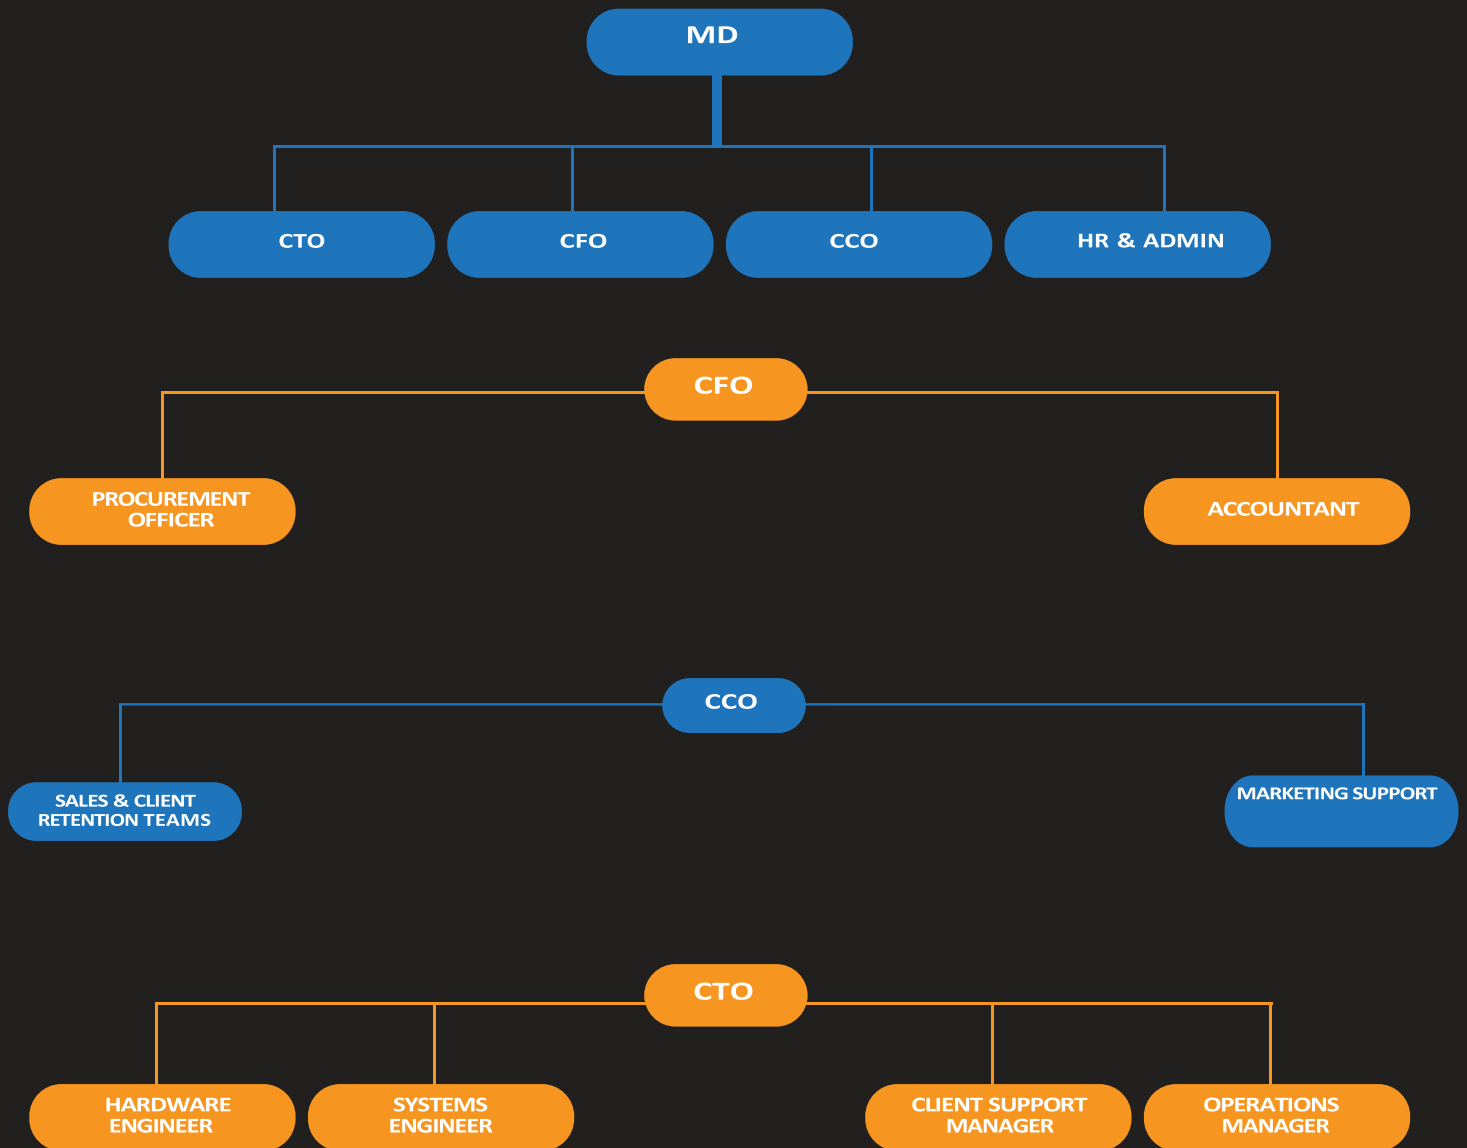 MD
CTO
CFO
CCO
HR & ADMIN
CFO
PROCUREMENT
OFFICER
ACCOUNTANT
CCO
SALES & CLIENT
RETENTION TEAMS
MARKETING SUPPORT
CTO
HARDWARE
ENGINEER
SYSTEMS
ENGINEER
CLIENT SUPPORT
MANAGER
OPERATIONS
MANAGER